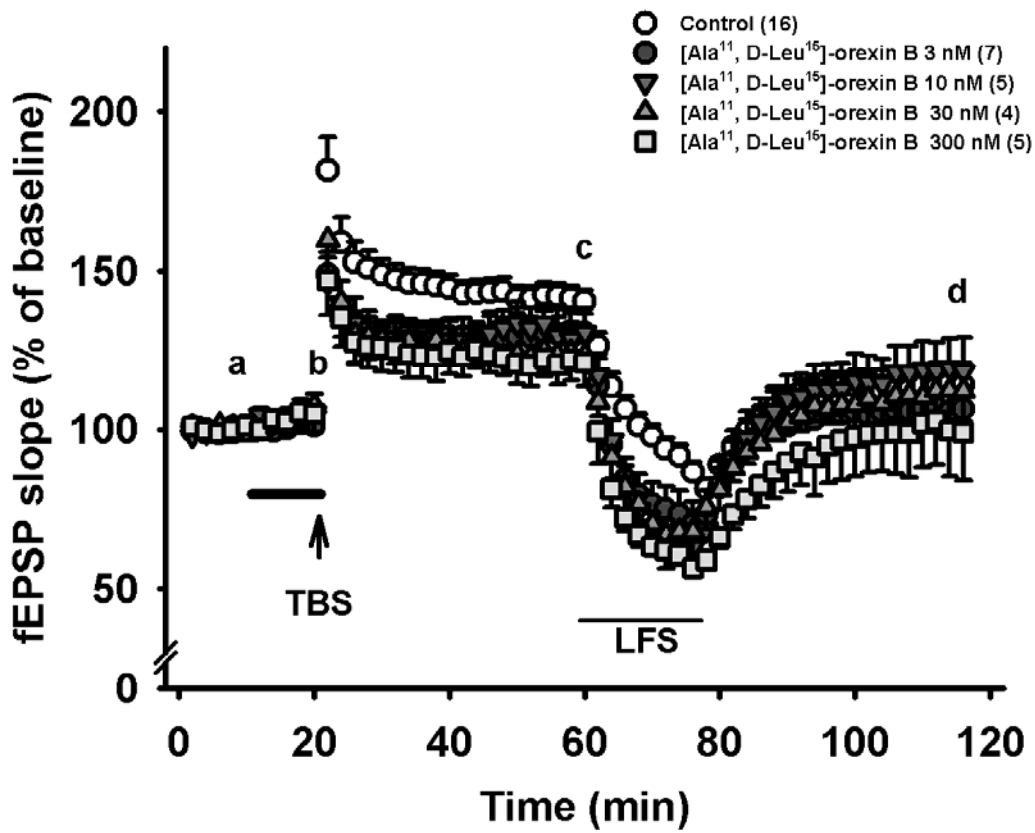 Control (16)
[Ala¹¹, D-Leu¹⁵]-orexin B 3 nM (7)
[Ala¹¹, D-Leu¹⁵]-orexin B 10 nM (5)
[Ala¹¹, D-Leu¹⁵]-orexin B 30 nM (4)
[Ala¹¹, D-Leu¹⁵]-orexin B 300 nM (5)
fEPSP slope (% of baseline)
200
150
100
50
0
a
b
c
d
TBS
LFS
0 20 40 60 80 100 120
Time (min)